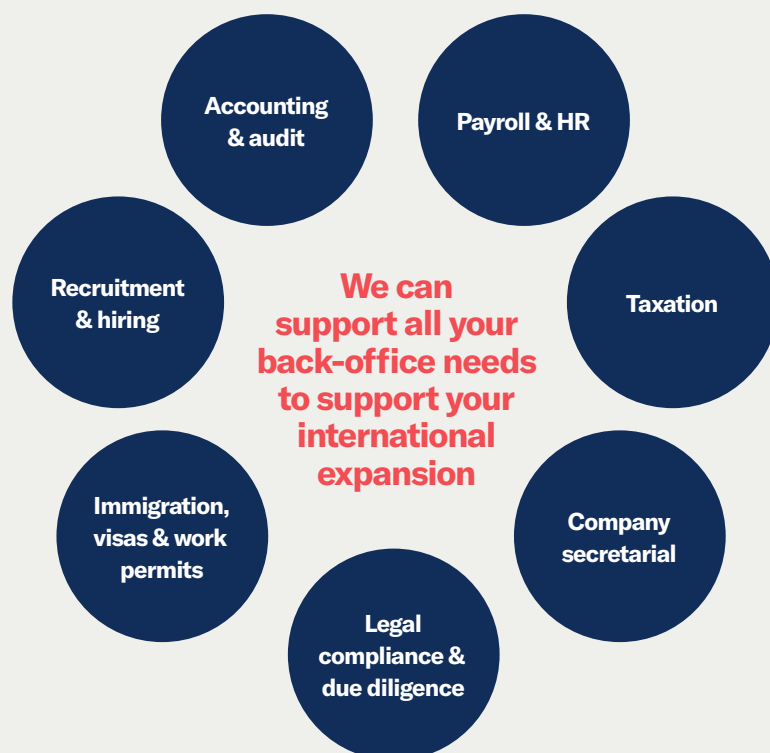 Accounting
& audit
Payroll & HR
Recruitment
& hiring
We can
support all your
back-office needs
to support your
international
expansion
Taxation
Immigration,
visas & work
permits
Company
secretarial
Legal
compliance &
due diligence